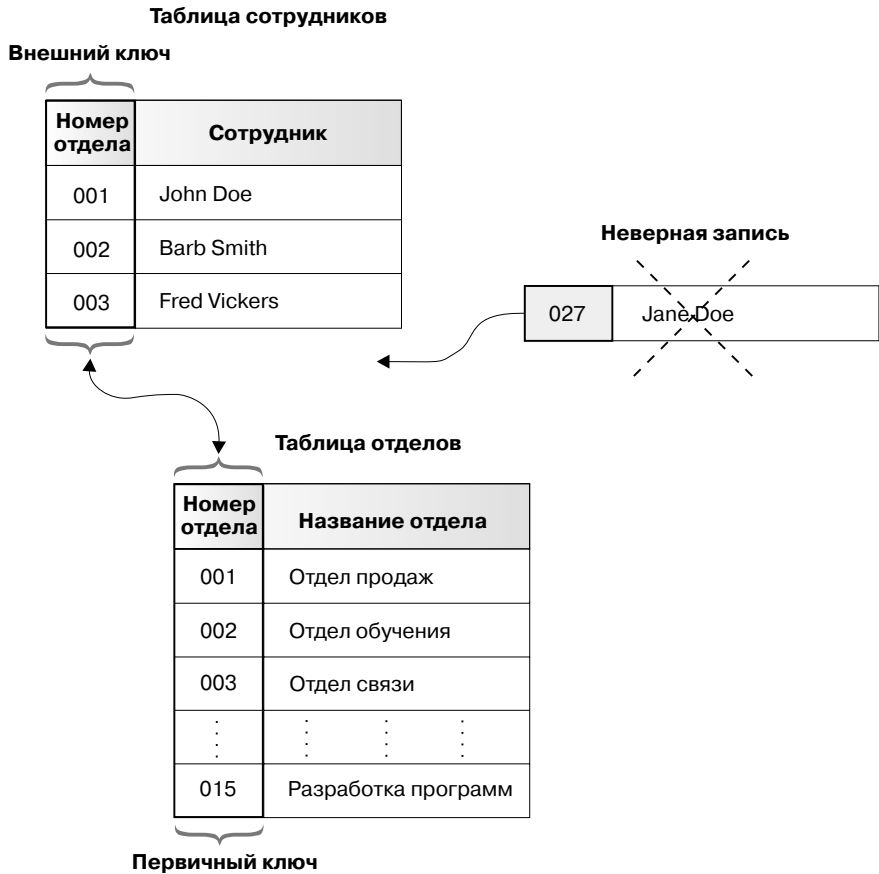 Таблица сотрудников
Внешний ключ
Номер отдела Сотрудник
001 John Doe
002 Barb Smith
003 Fred Vickers
Неверная запись
027 Jane Doe
Таблица отделов
Номер отдела Название отдела
001 Отдел продаж
002 Отдел обучения
003 Отдел связи
015 Разработка программ
Первичный ключ